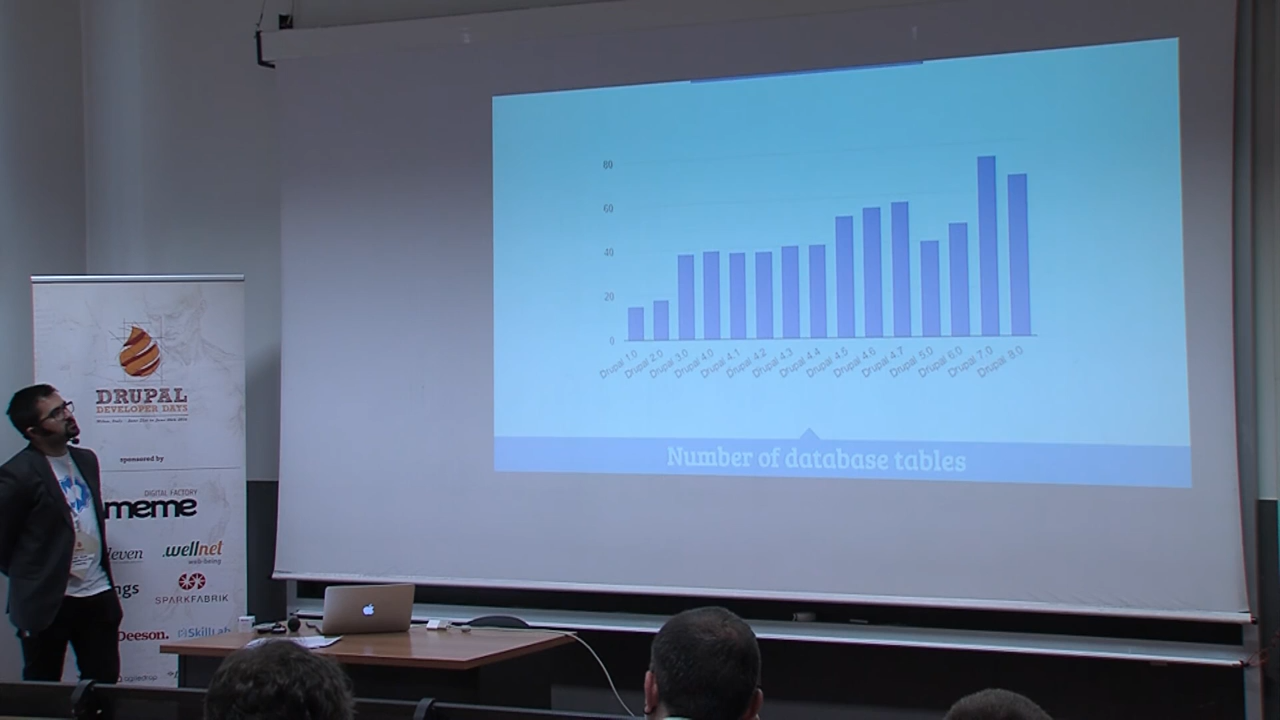 80
60
40
20
0
Drupal 1.0
Drupal 2.0
Drupal 3.0
Drupal 4.0
Drupal 4.1
Drupal 4.2
Drupal 4.3
Drupal 4.4
Drupal 4.5
Drupal 4.6
Drupal 4.7
Drupal 5.0
Drupal 6.0
Drupal 7.0
Drupal 8.0
Number of database tables
DRUPAL
DEVELOPER DAYS
sponsored by
DIGITAL FACTORY
meme
.wellnet
well-being
SPARKFABRIK
Deeson.
SkillLab